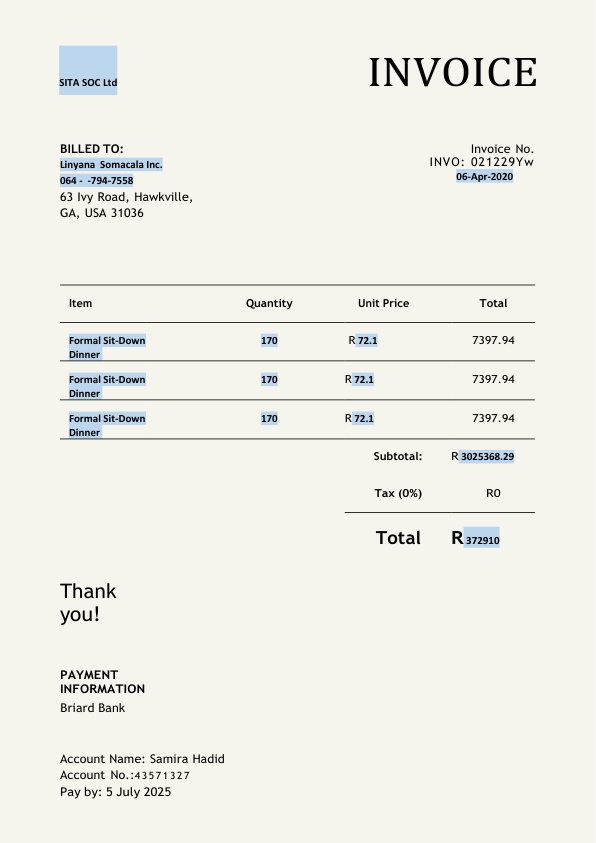 SITA SOC Ltd
INVOICE
BILLED TO:
Linyana  Somacala Inc.
064 -  -794-7558
63 Ivy Road, Hawkville,
GA, USA 31036
Invoice No.
INVO: 021229Yw
06-Apr-2020
Item Quantity Unit Price Total
Formal Sit-Down 170 R 72.1 7397.94
Dinner
Formal Sit-Down 170 R 72.1 7397.94
Dinner
Formal Sit-Down 170 R 72.1 7397.94
Dinner
Subtotal: R 3025368.29
Tax (0%) R0
Total R 372910
Thank
you!
PAYMENT
INFORMATION
Briard Bank
Account Name: Samira Hadid
Account No.:43571327
Pay by: 5 July 2025